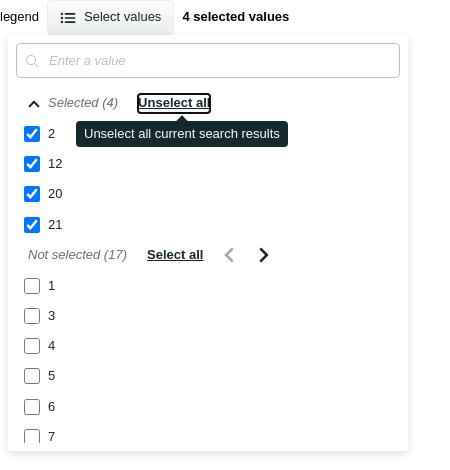 legend Select values 4 selected values
Enter a value
Selected (4) Unselect all
Unselect all current search results
2
12
20
21
Not selected (17) Select all
1
3
4
5
6
7